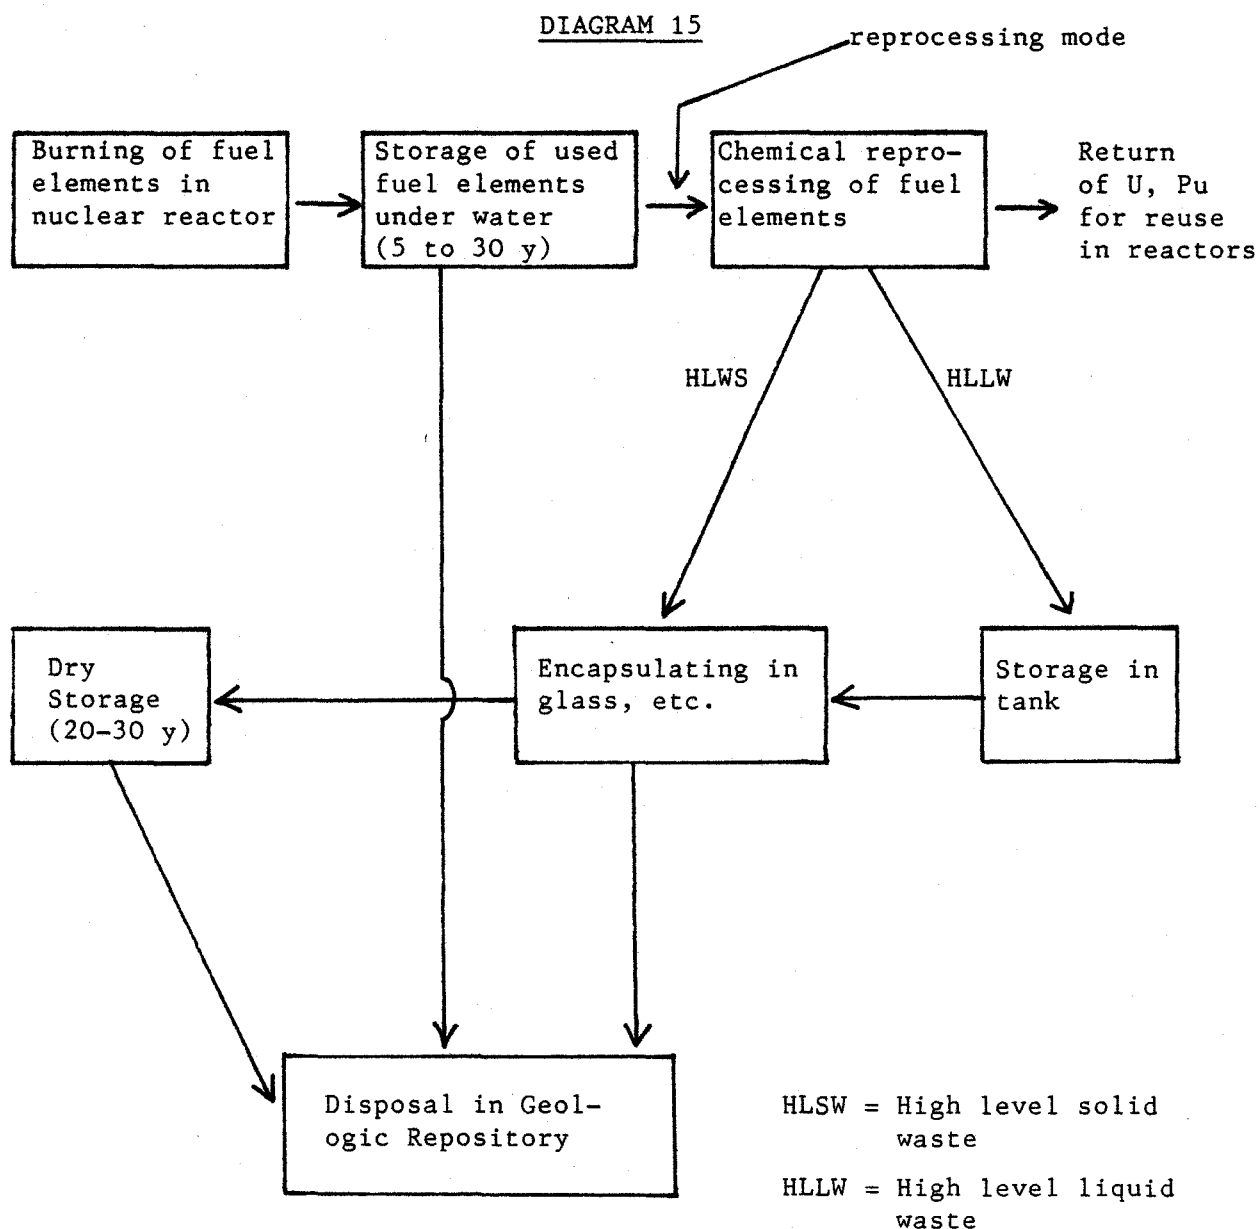 DIAGRAM 15
reprocessing mode
Burning of fuel
elements in
nuclear reactor
Storage of used
fuel elements
under water
(5 to 30 y)
Chemical repro-
cessing of fuel
elements
Return
of U, Pu
for reuse
in reactors
HLWS
HLLW
Dry
Storage
(20-30 y)
Encapsulating in
glass, etc.
Storage in
tank
Disposal in Geol-
ogic Repository
HLSW = High level solid
waste
HLLW = High level liquid
waste